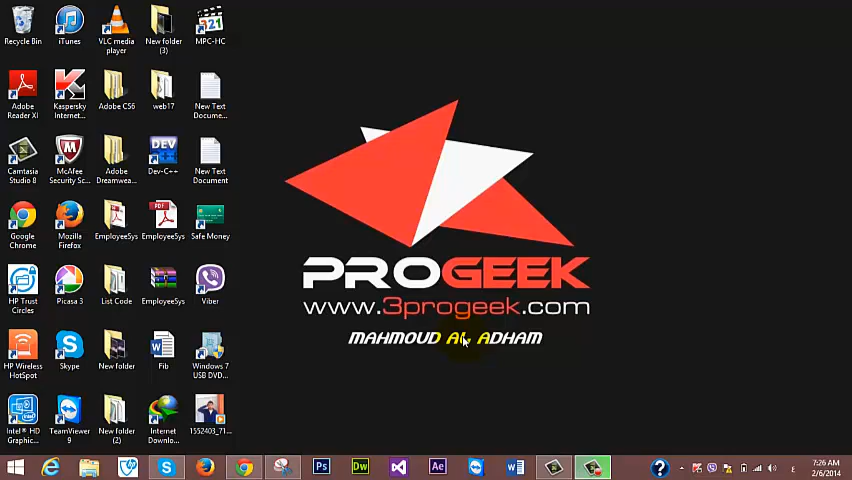 Recycle Bin
iTunes
VLC media
player
New folder
(3)
MPC-HC
Adobe
Reader XI
Kaspersky
Internet...
Adobe CS6
web17
New Text
Docume...
Camtasia
Studio 8
McAfee
Security Sc...
Adobe
Dreamwea...
DEV
Dev-C++
New Text
Document
Google
Chrome
Mozilla
Firefox
EmployeeSys
PDF
EmployeeSys
Safe Money
HP Trust
Circles
Picasa 3
List Code
EmployeeSys
Viber
HP Wireless
HotSpot
Skype
New folder
Fib
Windows 7
USB DVD...
Intel® HD
Graphic...
TeamViewer
9
New folder
(2)
Internet
Downlo...
1552403_71...
PROGEEK
www.3progeek.com
MAHMOUD AL ADHAM
Ps
Dw
Ae
ع
7:26 AM
2/6/2014